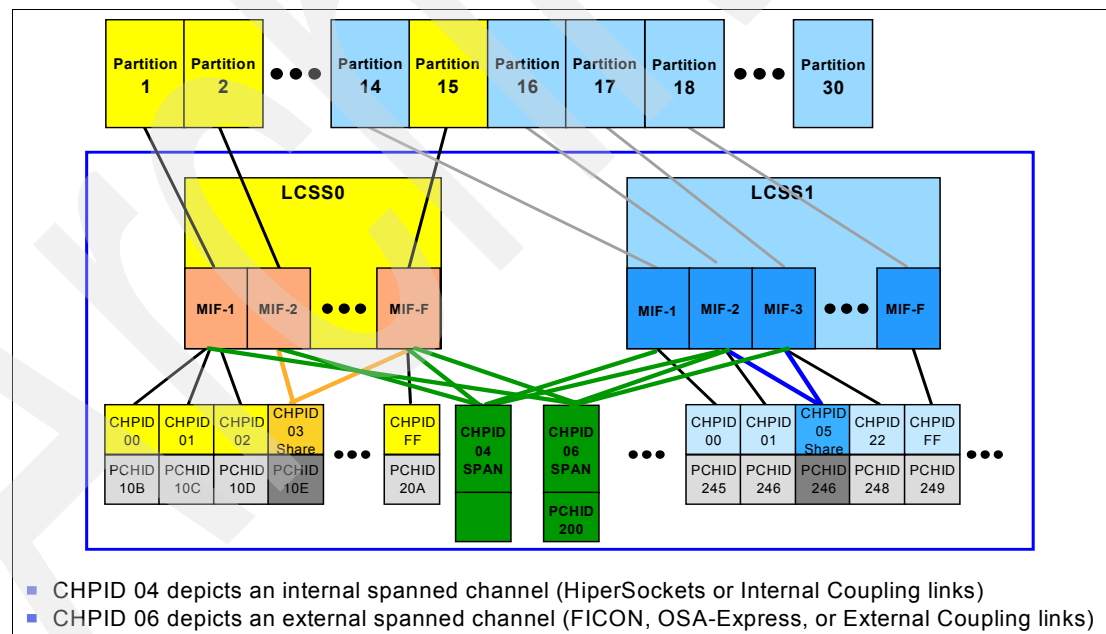 Partition
1
Partition
2
Partition
14
Partition
15
Partition
16
Partition
17
Partition
18
Partition
30
LCSS0
LCSS1
MIF-1
MIF-2
MIF-F
MIF-1
MIF-2
MIF-3
MIF-F
CHPID
00
PCHID
10B
CHPID
01
PCHID
10C
CHPID
02
PCHID
10D
CHPID
03
Share
PCHID
10E
CHPID
FF
PCHID
20A
CHPID
04
SPAN
CHPID
06
SPAN
PCHID
200
CHPID
00
PCHID
245
CHPID
01
PCHID
246
CHPID
05
Share
PCHID
246
CHPID
22
PCHID
248
CHPID
FF
PCHID
249
CHPID 04 depicts an internal spanned channel (HiperSockets or Internal Coupling links)
CHPID 06 depicts an external spanned channel (FICON, OSA-Express, or External Coupling links)